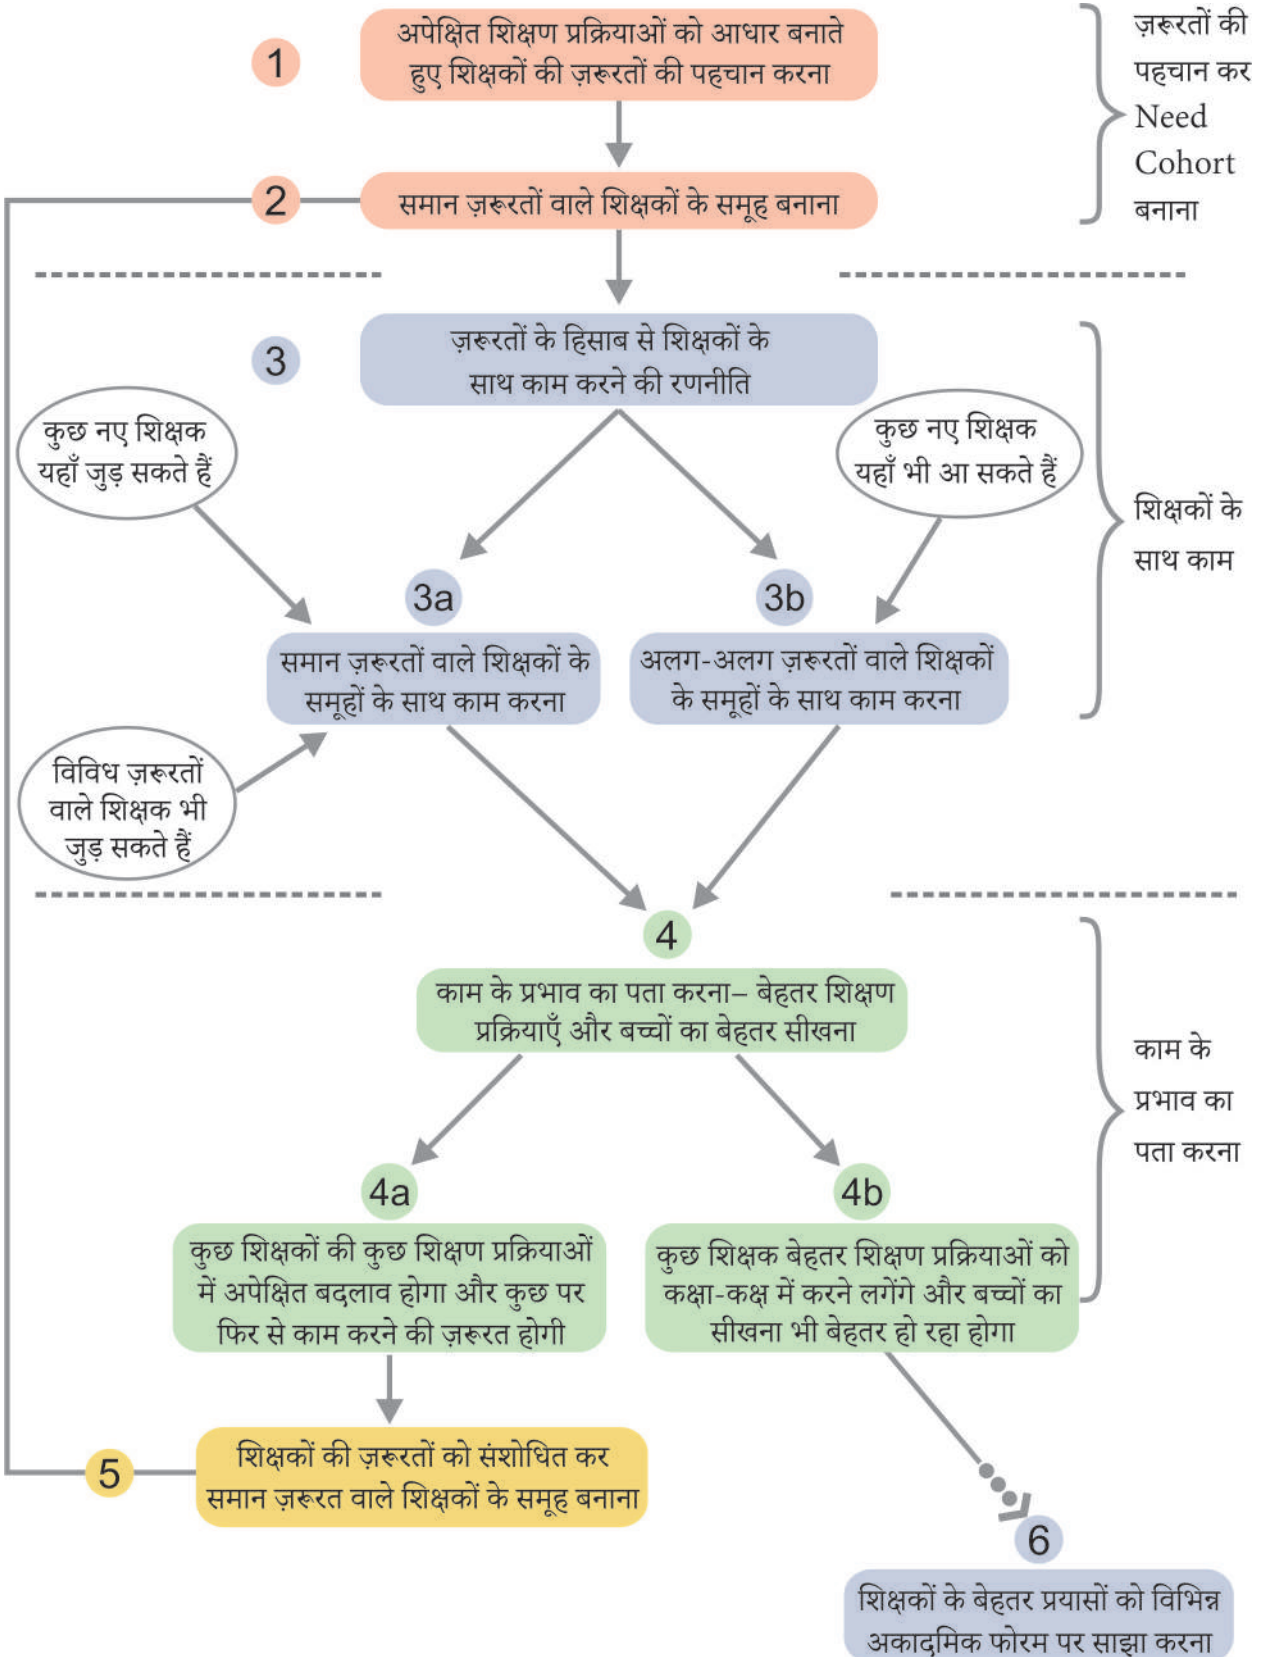 1
अपेक्षित शिक्षण प्रक्रियाओं को आधार बनाते
हुए शिक्षकों की ज़रूरतों की पहचान करना
ज़रूरतों की
पहचान कर
Need
Cohort
बनाना
2
समान ज़रूरतों वाले शिक्षकों के समूह बनाना
3
ज़रूरतों के हिसाब से शिक्षकों के
साथ काम करने की रणनीति
कुछ नए शिक्षक
यहाँ जुड़ सकते हैं
कुछ नए शिक्षक
यहाँ भी आ सकते हैं
शिक्षकों के
साथ काम
3a
समान ज़रूरतों वाले शिक्षकों के
समूहों के साथ काम करना
3b
अलग-अलग ज़रूरतों वाले शिक्षकों
के समूहों के साथ काम करना
विविध ज़रूरतों
वाले शिक्षक भी
जुड़ सकते हैं
4
काम के प्रभाव का पता करना– बेहतर शिक्षण
प्रक्रियाएँ और बच्चों का बेहतर सीखना
काम के
प्रभाव का
पता करना
4a
कुछ शिक्षकों की कुछ शिक्षण प्रक्रियाओं
में अपेक्षित बदलाव होगा और कुछ पर
फिर से काम करने की ज़रूरत होगी
4b
कुछ शिक्षक बेहतर शिक्षण प्रक्रियाओं को
कक्षा-कक्ष में करने लगेंगे और बच्चों का
सीखना भी बेहतर हो रहा होगा
5
शिक्षकों की ज़रूरतों को संशोधित कर
समान ज़रूरत वाले शिक्षकों के समूह बनाना
6
शिक्षकों के बेहतर प्रयासों को विभिन्न
अकादमिक फोरम पर साझा करना